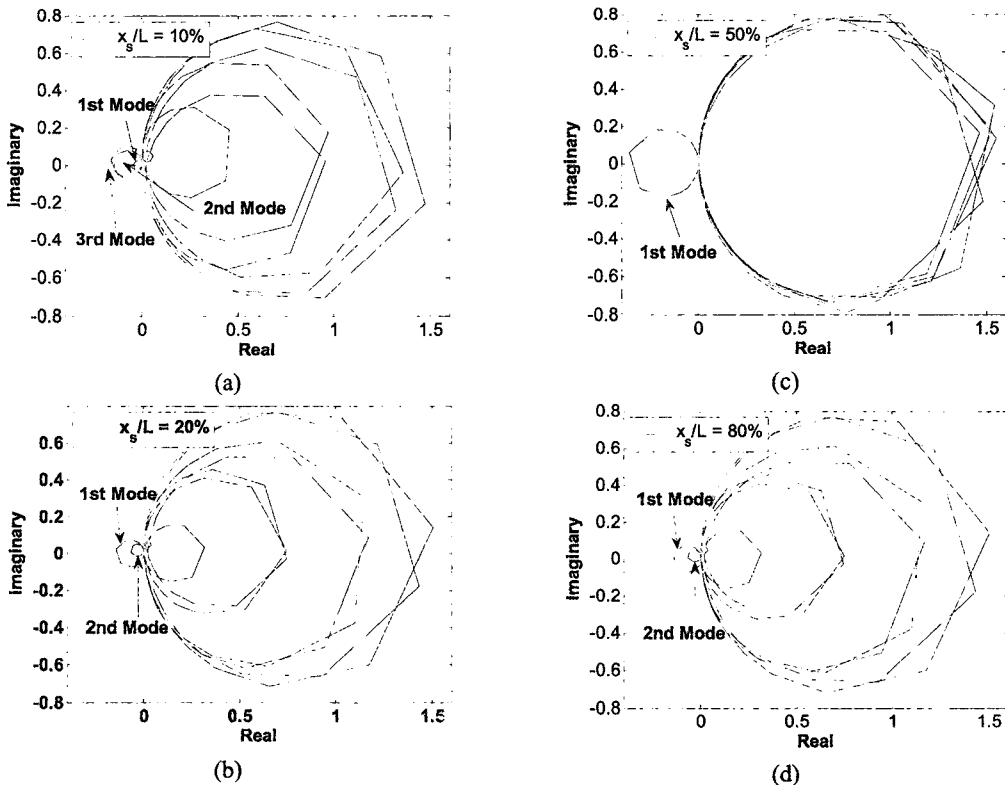 0.8
x_s/L = 10%
0.6
0.4
1st Mode
0.2
0
-0.2
2nd Mode
-0.4
3rd Mode
-0.6
-0.8
0 0.5 1 1.5
Imaginary
Real
(a)
0.8
x_s/L = 50%
0.6
0.4
0.2
0
-0.2
-0.4
1st Mode
-0.6
-0.8
0 0.5 1 1.5
Imaginary
Real
(c)
x_s/L = 20%
0.6
0.4
1st Mode
0.2
0
-0.2
-0.4
2nd Mode
-0.6
-0.8
0 0.5 1 1.5
Imaginary
Real
(b)
0.8
x_s/L = 80%
0.6
0.4
1st Mode
0.2
0
-0.2
-0.4
2nd Mode
-0.6
-0.8
0 0.5 1 1.5
Imaginary
Real
(d)